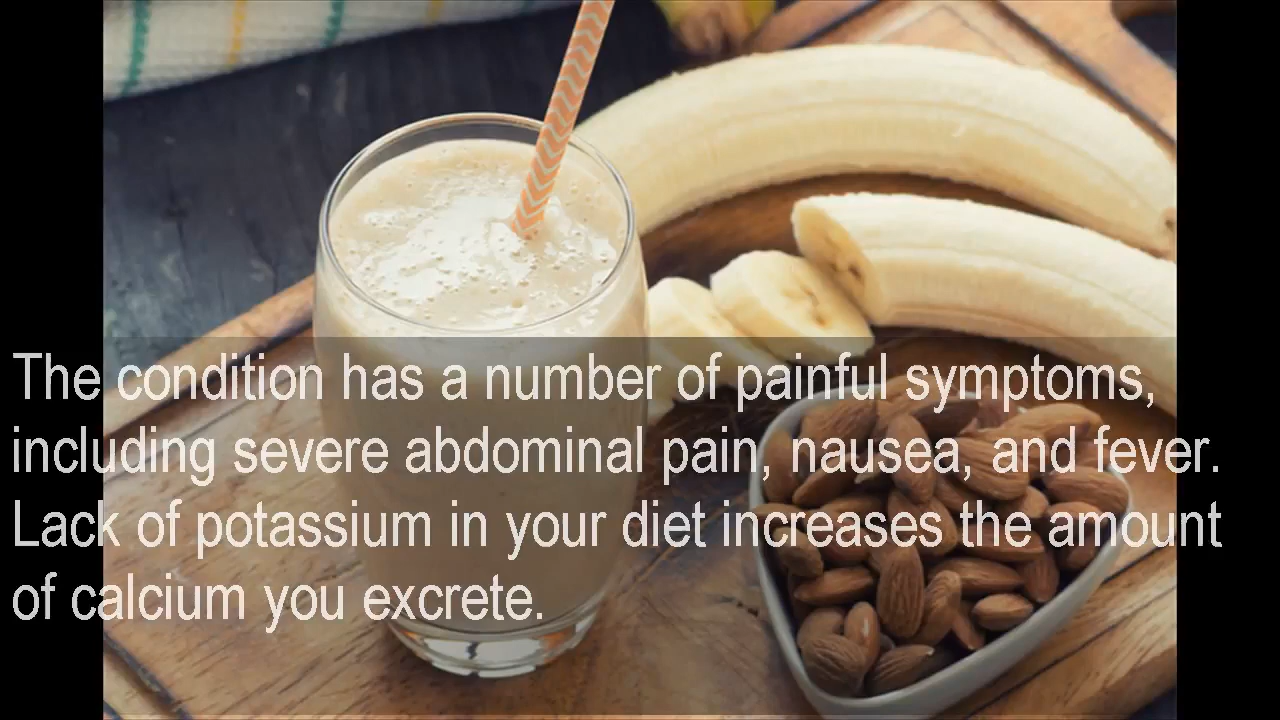 The condition has a number of painful symptoms,
including severe abdominal pain, nausea, and fever.
Lack of potassium in your diet increases the amount
of calcium you excrete.